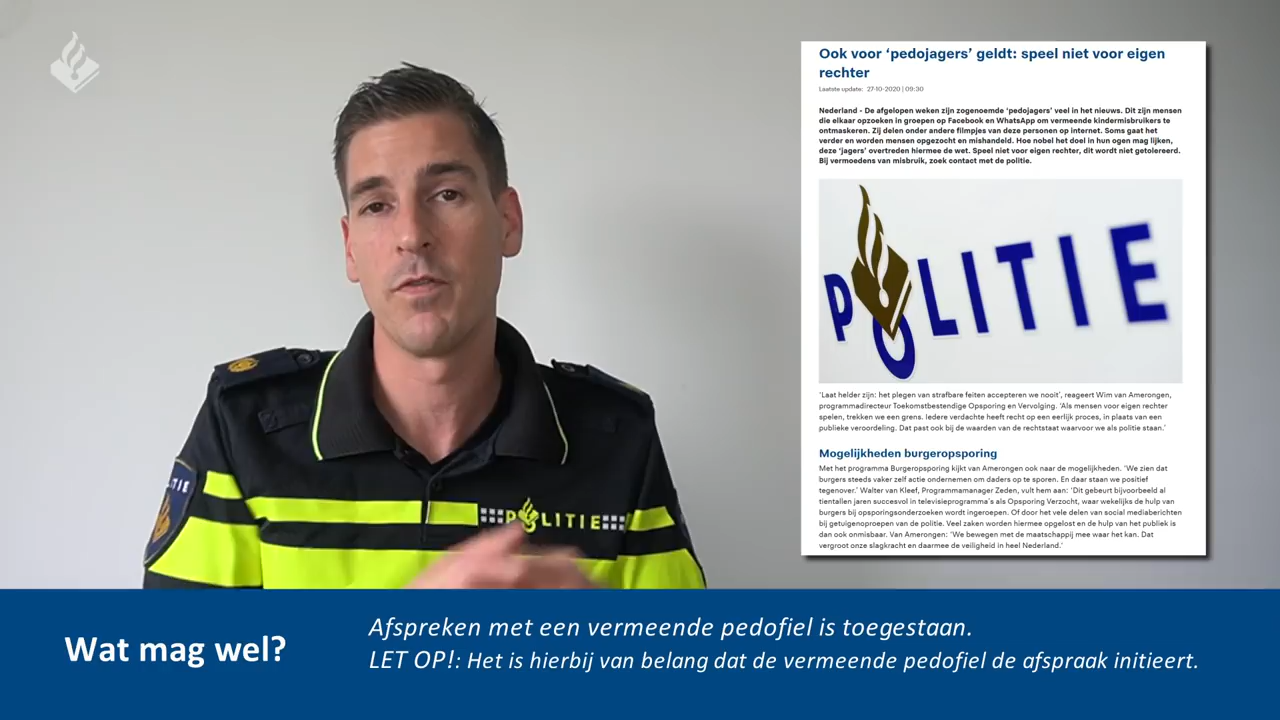 Ook voor ‘pedojagers’ geldt: speel niet voor eigen
rechter
Laatste update: 27-10-2020 | 09:30
Nederland - De afgelopen weken zijn zogenoemde ‘pedojagers’ veel in het nieuws. Dit zijn mensen
die elkaar opzoeken in groepen op Facebook en WhatsApp om vermeende kindermisbruikers te
ontmaskeren. Zij delen onder andere filmpjes van deze personen op internet. Soms gaat het
verder en worden mensen opgezocht en mishandeld. Hoe nobel het doel in hun ogen mag lijken,
deze ‘jagers’ overtreden hiermee de wet. Speel niet voor eigen rechter, dit wordt niet getolereerd.
Bij vermoedens van misbruik, zoek contact met de politie.
POLITIE
‘Laat helder zijn: het plegen van strafbare feiten accepteren we nooit’, reageert Wim van Amerongen,
programmadirecteur Toekomstbestendige Opsporing en Vervolging. ‘Als mensen voor eigen rechter
spelen, trekken we een grens. Iedere verdachte heeft recht op een eerlijk proces, in plaats van een
publieke veroordeling. Dat past ook bij de waarden van de rechtstaat waarvoor we als politie staan.’
Mogelijkheden burgeropsporing
Met het programma Burgeropsporing kijkt van Amerongen ook naar de mogelijkheden. ‘We zien dat
burgers steeds vaker zelf actie ondernemen om daders op te sporen. En daar staan we positief
tegenover.’ Walter van Kleef, Programmamanager Zeden, vult hem aan: ‘Dit gebeurt bijvoorbeeld al
tientallen jaren succesvol in televisieprogramma’s als Opsporing Verzocht, waar wekelijks de hulp van
burgers bij opsporingsonderzoeken wordt ingeroepen. Of door het vele delen van social mediaberichten
bij getuigenoproepen van de politie. Veel zaken worden hiermee opgelost en de hulp van het publiek is
dan ook onmisbaar. Van Amerongen: ‘We bewegen met de maatschappij mee waar het kan. Dat
vergroot onze slagkracht en daarmee de veiligheid in heel Nederland.’
POLITIE
Wat mag wel?
Afspreken met een vermeende pedofiel is toegestaan.
LET OP!: Het is hierbij van belang dat de vermeende pedofiel de afspraak initieert.